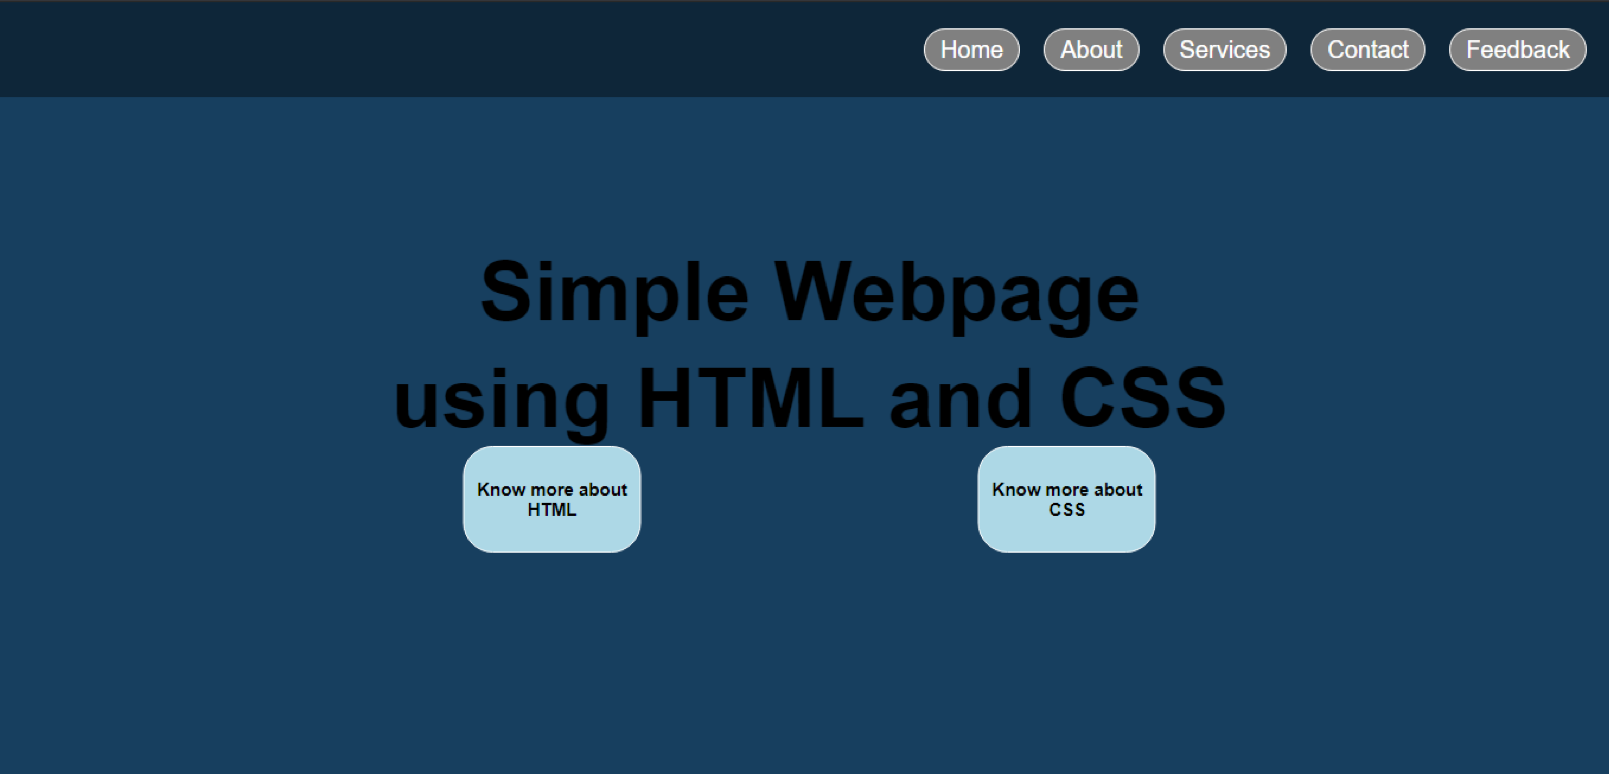 Home About Services Contact Feedback
Simple Webpage
using HTML and CSS
Know more about
HTML
Know more about
CSS